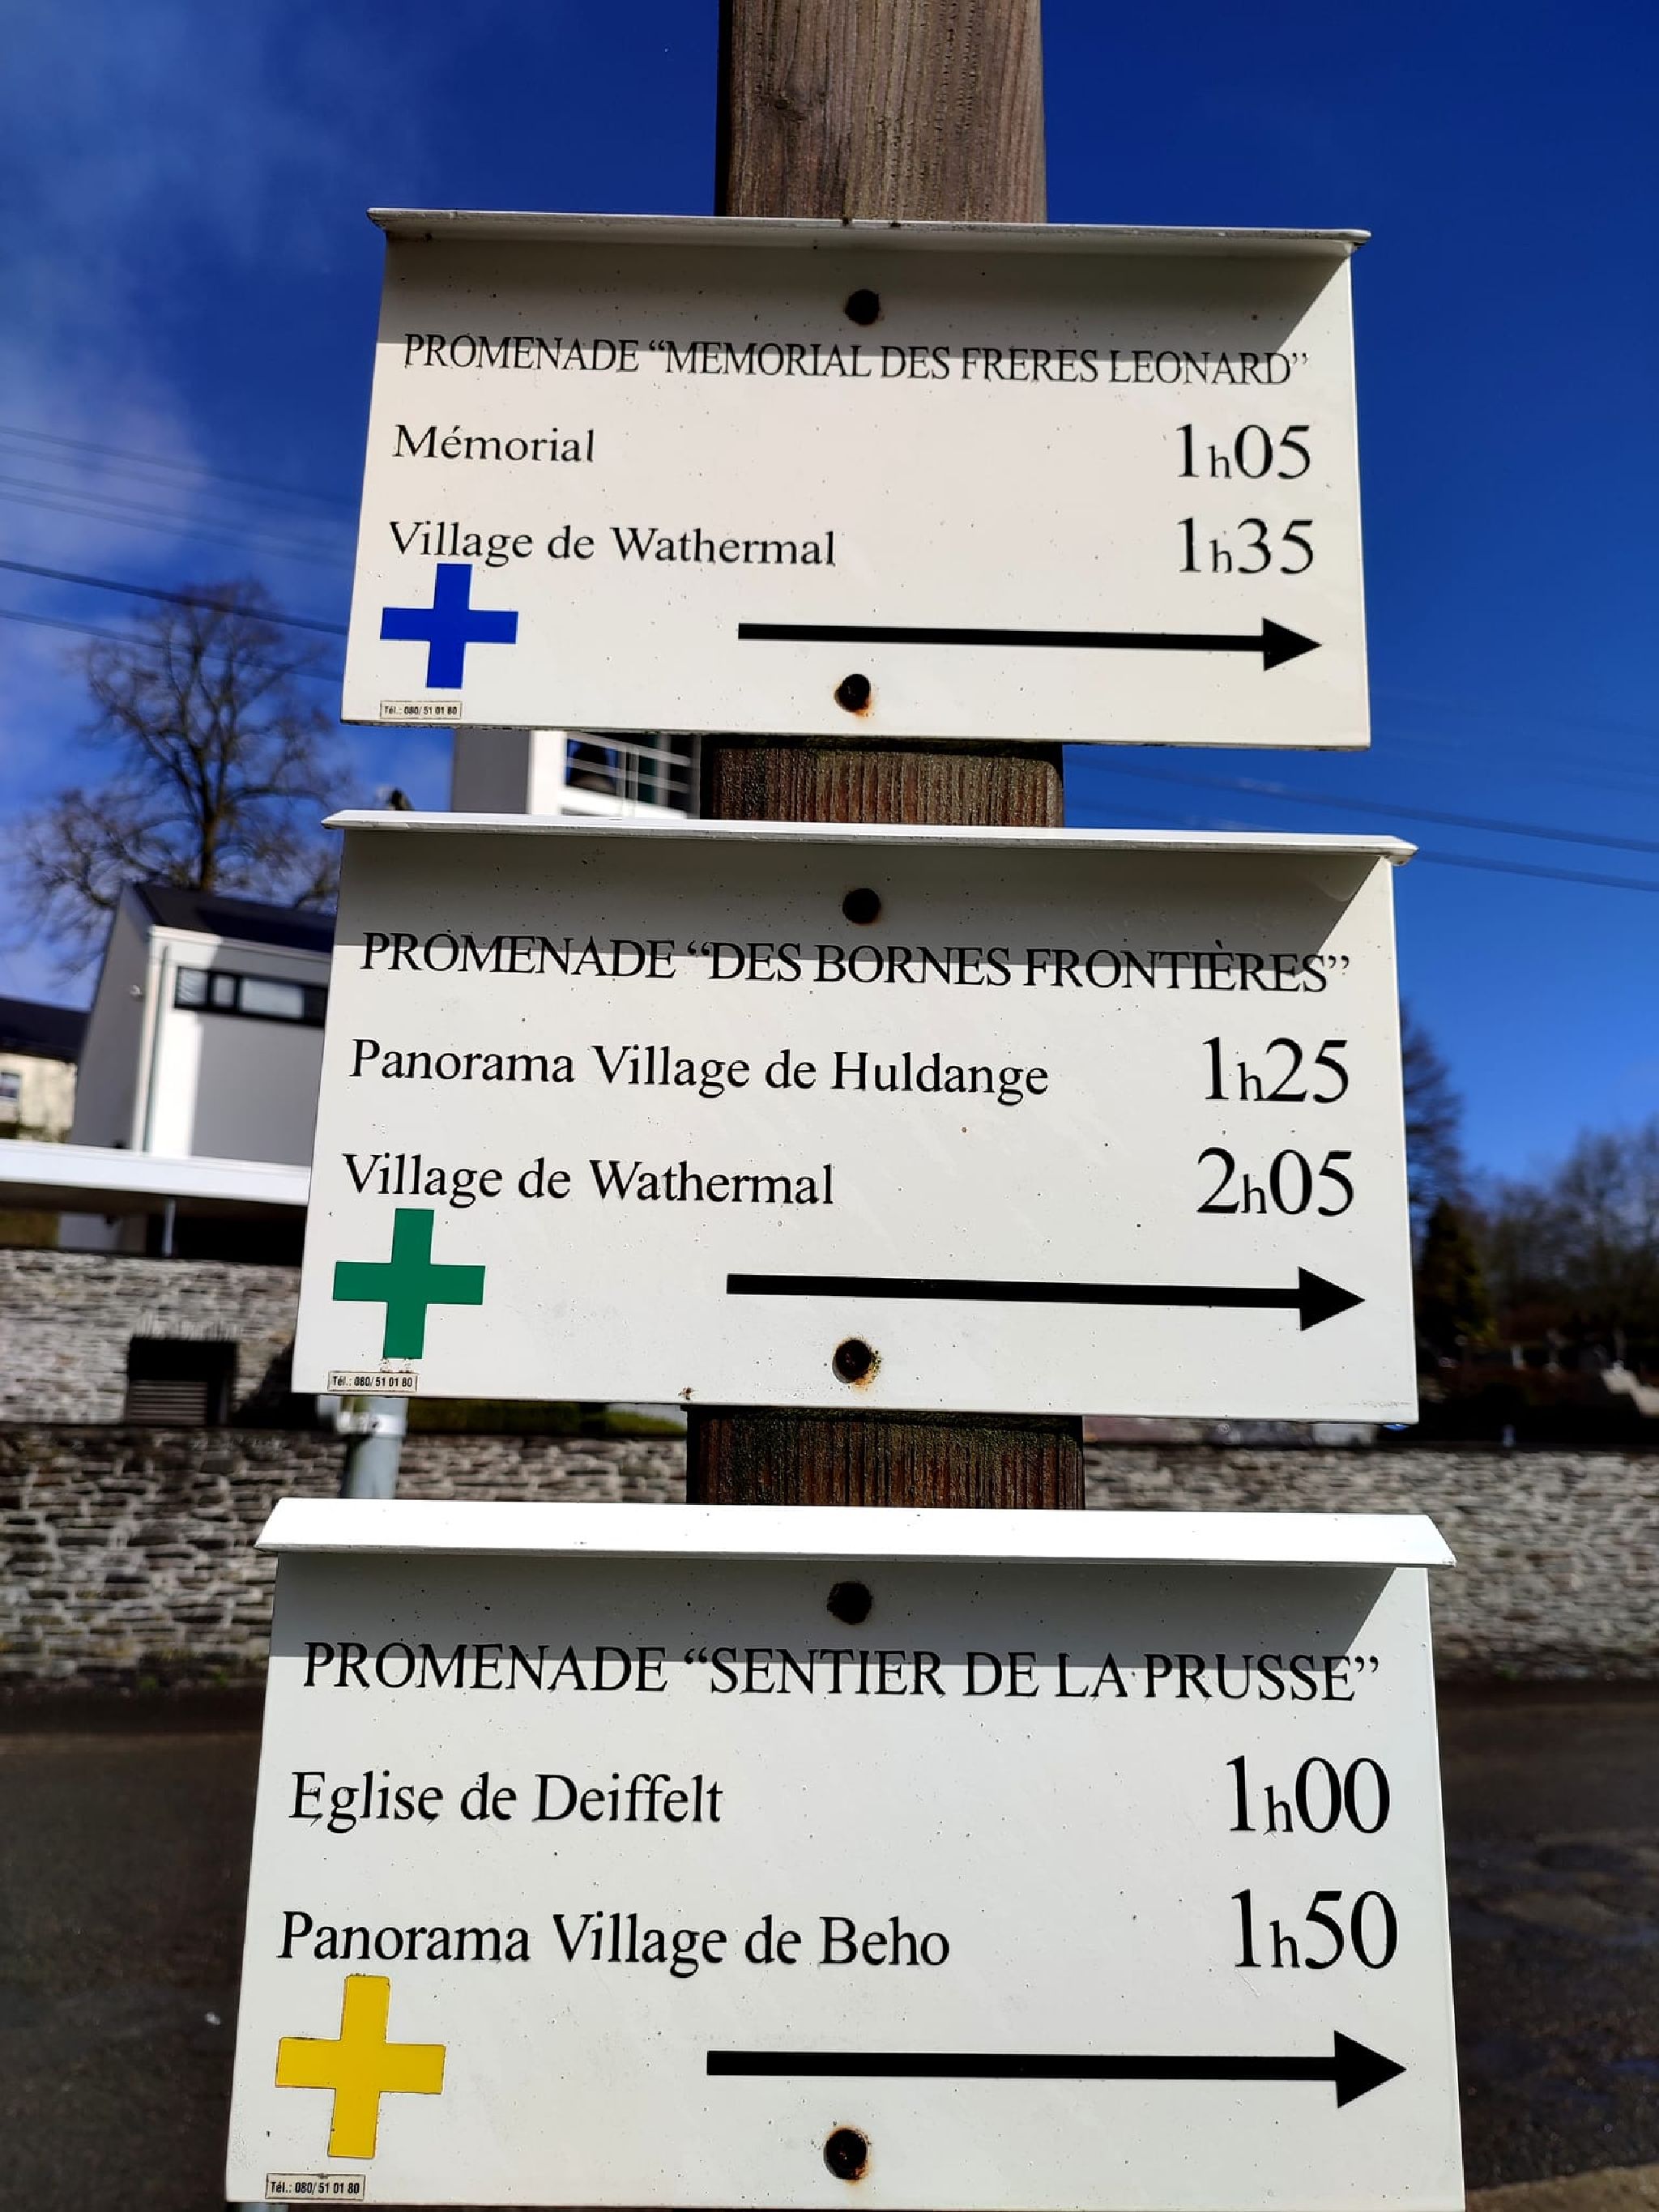 PROMENADE “MEMORIAL DES FRERES LEONARD”
Mémorial 1h05
Village de Wathermal 1h35
Tél.: 080/51 01 80
PROMENADE “DES BORNES FRONTIÈRES”
Panorama Village de Huldange 1h25
Village de Wathermal 2h05
Tél.: 080/51 01 80
PROMENADE “SENTIER DE LA PRUSSE”
Eglise de Deiffelt 1h00
Panorama Village de Beho 1h50
Tél.: 080/51 01 80